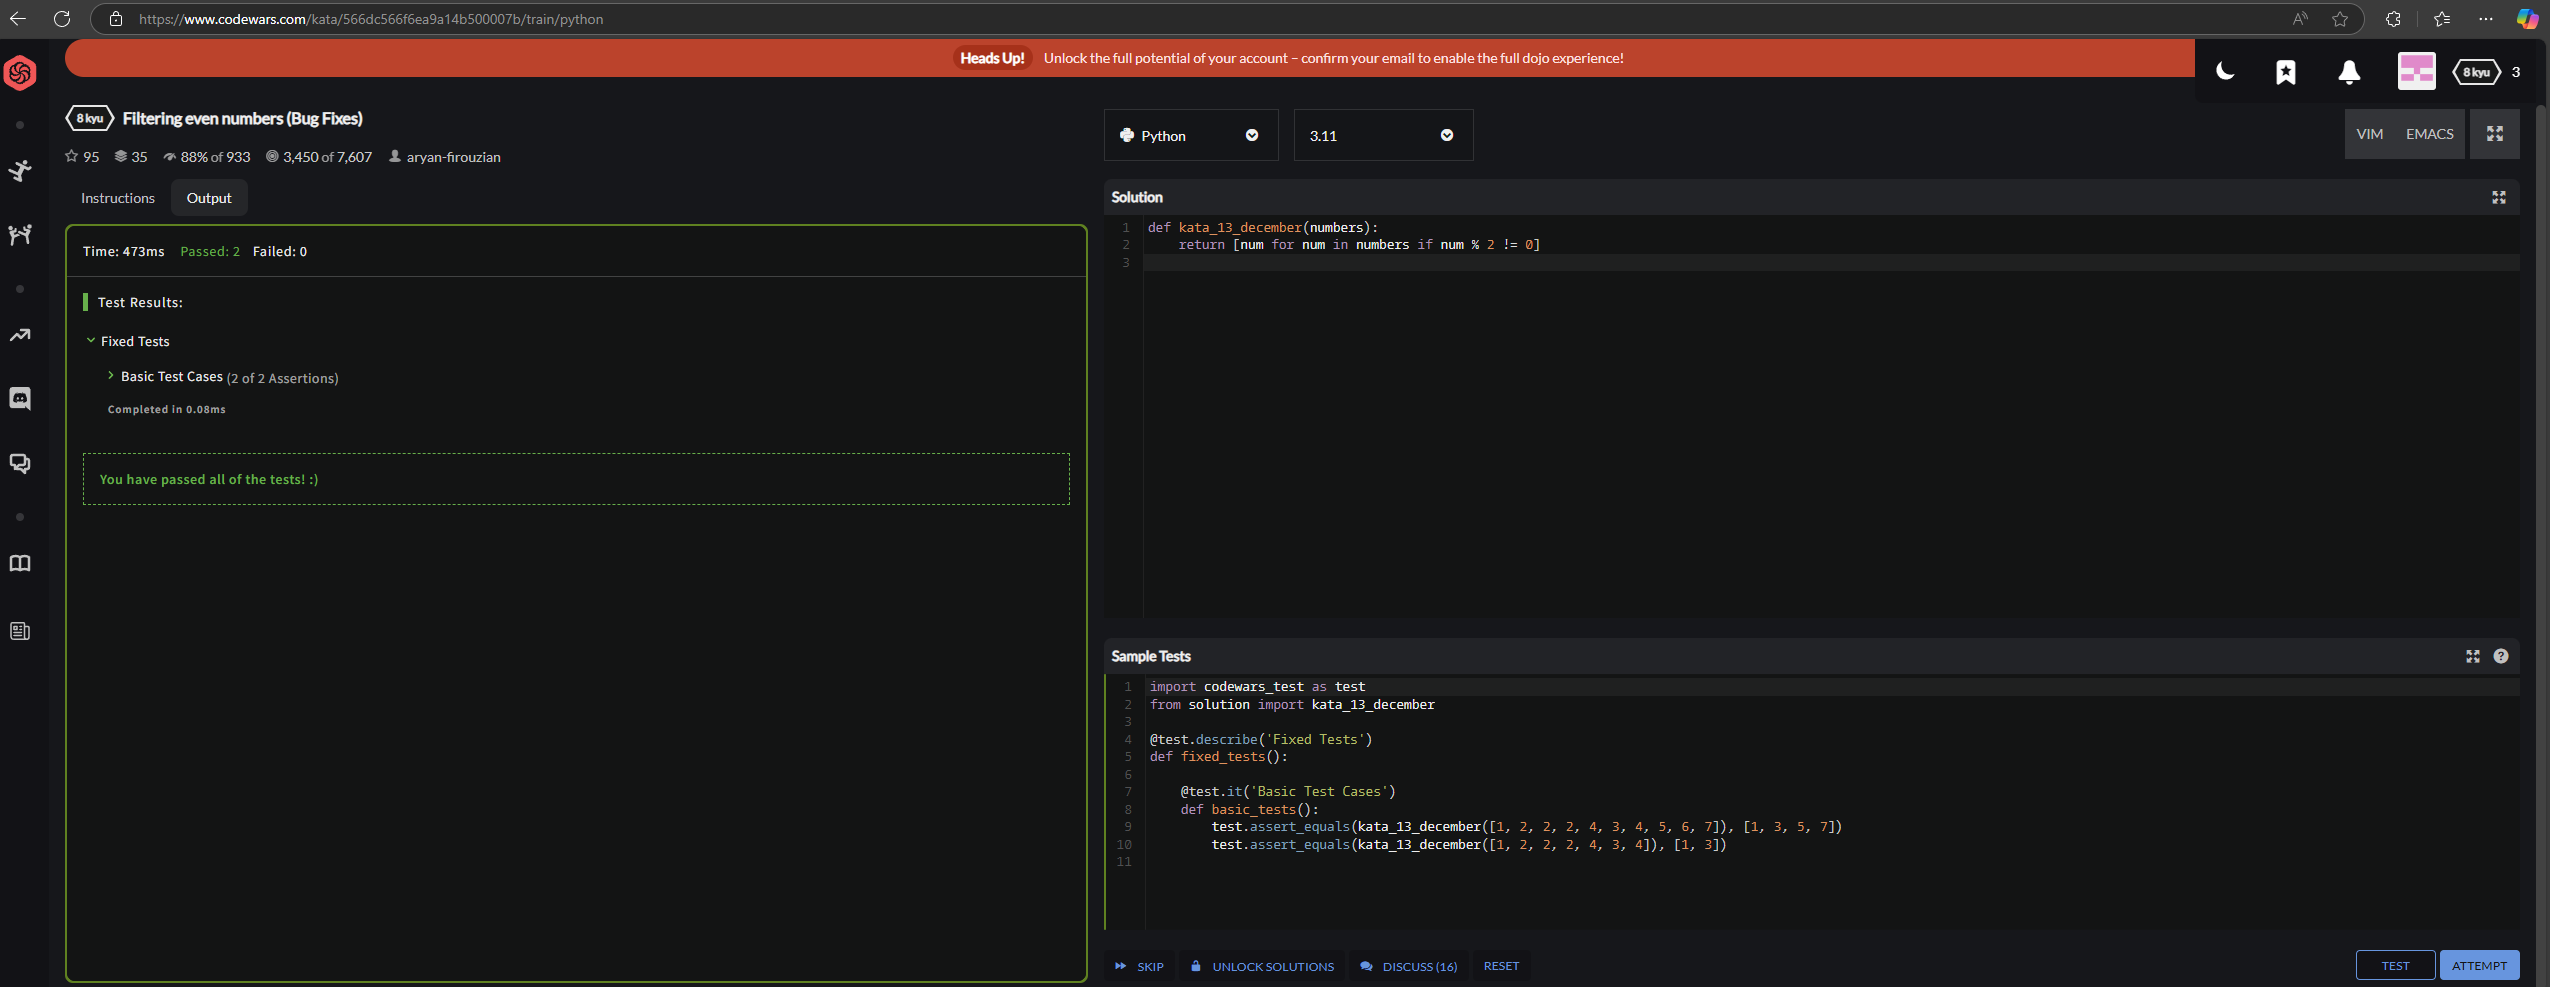 https://www.codewars.com/kata/566dc566f6ea9a14b500007b/train/python
Heads Up! Unlock the full potential of your account – confirm your email to enable the full dojo experience!
8 kyu 3
8 kyu Filtering even numbers (Bug Fixes)
95 35 88% of 933 3,450 of 7,607 aryan-firouzian
Instructions Output
Time: 473ms Passed: 2 Failed: 0
Test Results:
Fixed Tests
Basic Test Cases (2 of 2 Assertions)
Completed in 0.08ms
You have passed all of the tests! :)
Python 3.11
VIM EMACS
Solution
1 def kata_13_december(numbers):
2     return [num for num in numbers if num % 2 != 0]
3
Sample Tests
1 import codewars_test as test
2 from solution import kata_13_december
3
4 @test.describe('Fixed Tests')
5 def fixed_tests():
6
7     @test.it('Basic Test Cases')
8     def basic_tests():
9         test.assert_equals(kata_13_december([1, 2, 2, 2, 4, 3, 4, 5, 6, 7]), [1, 3, 5, 7])
10         test.assert_equals(kata_13_december([1, 2, 2, 2, 4, 3, 4]), [1, 3])
11
SKIP UNLOCK SOLUTIONS DISCUSS (16) RESET
TEST ATTEMPT